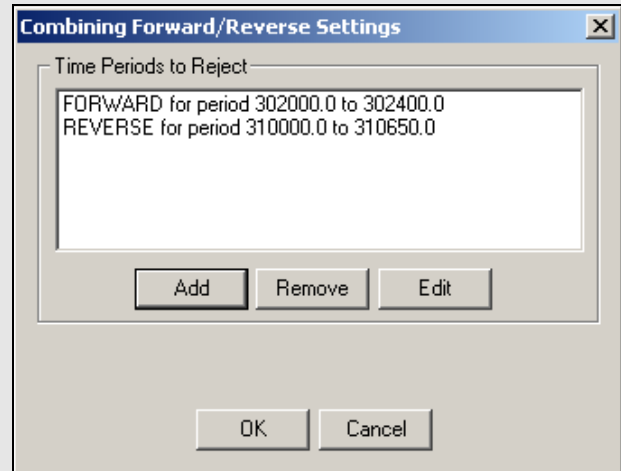 Combining Forward/Reverse Settings
Time Periods to Reject
FORWARD for period 302000.0 to 302400.0
REVERSE for period 310000.0 to 310650.0
Add Remove Edit
OK Cancel